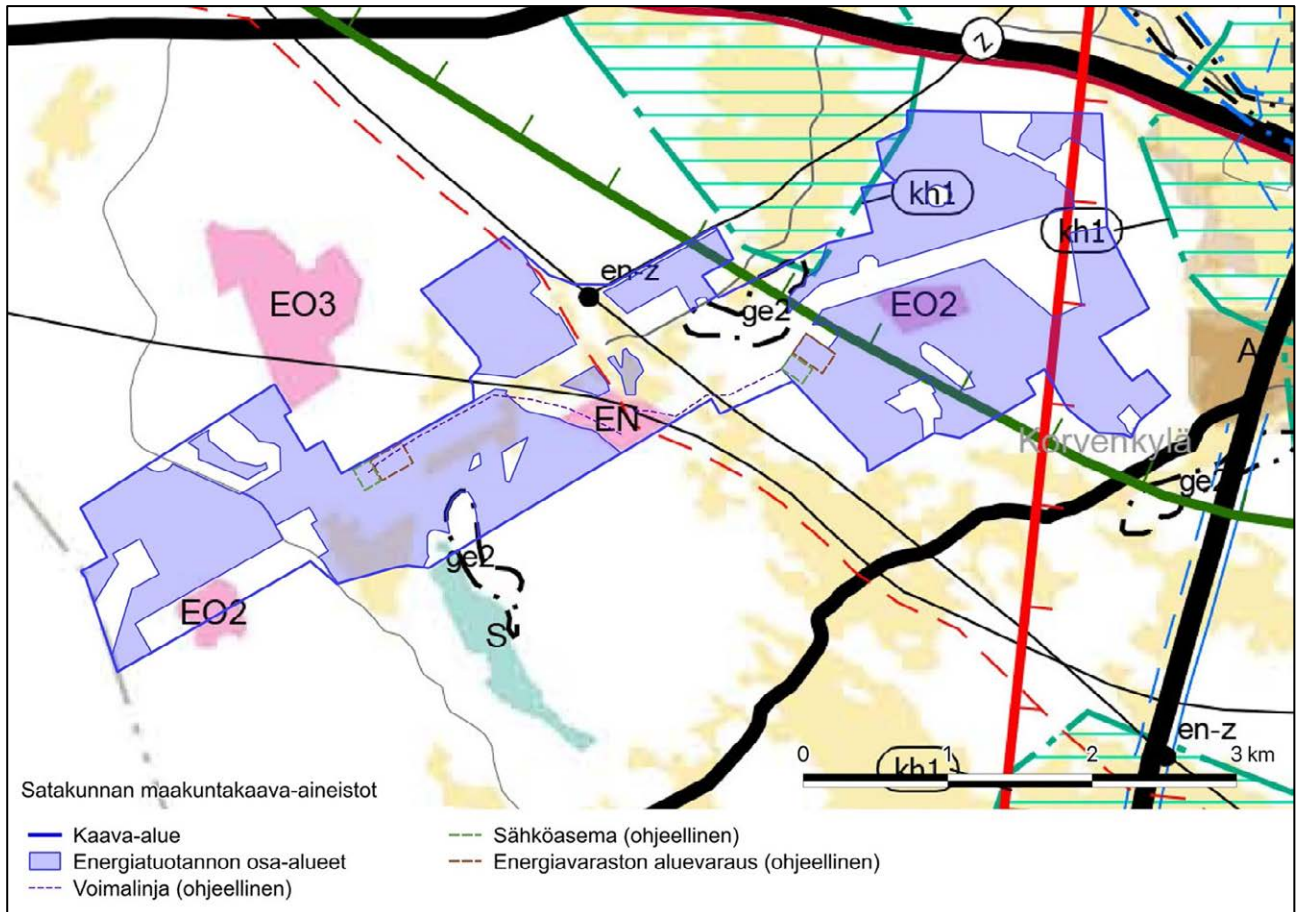 z
kh1
kh1
en-z
EO3
ge2
EO2
A
EN
Korvenkylä
ge2
ge2
EO2
S
en-z
0 1 2 3 km
kh1
Satakunnan maakuntakaava-aineistot
Kaava-alue
Energiatuotannon osa-alueet
Voimalinja (ohjeellinen)
Sähköasema (ohjeellinen)
Energiavaraston aluevaraus (ohjeellinen)